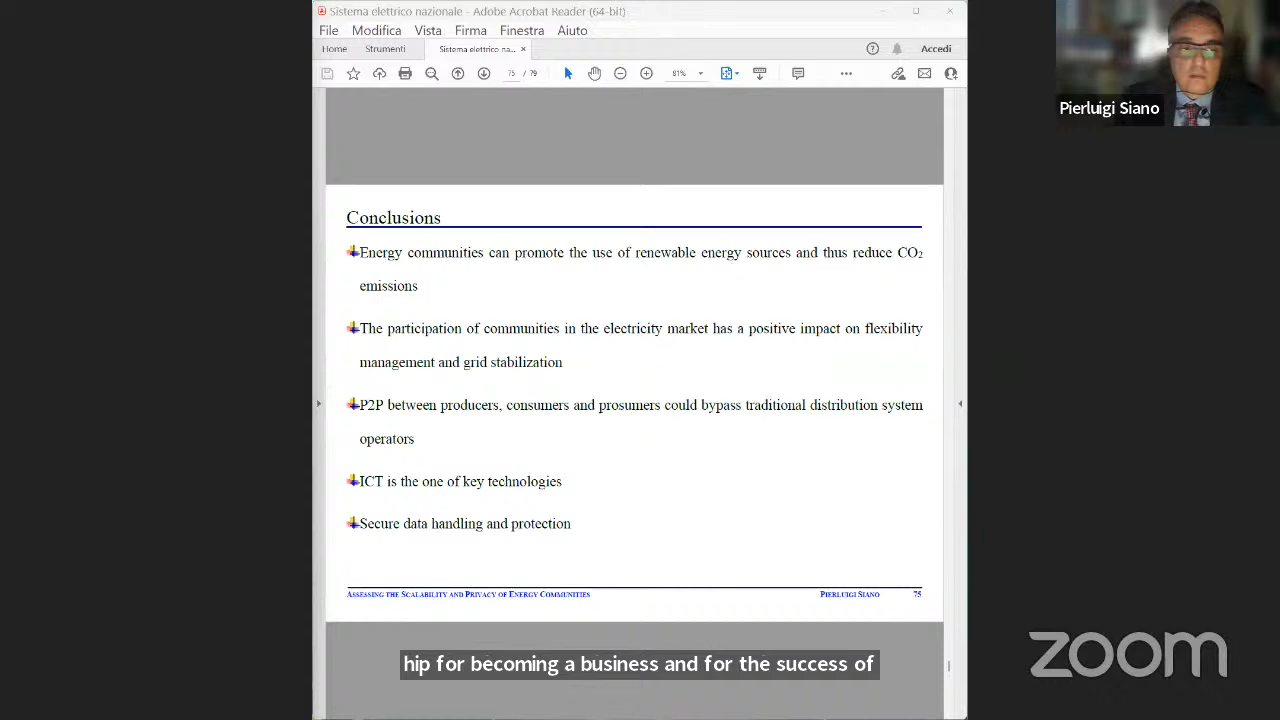 Sistema elettrico nazionale - Adobe Acrobat Reader (64-bit)
File Modifica Vista Firma Finestra Aiuto
Home Strumenti Sistema elettrico na... Accedi
75 / 79 81%
Pierluigi Siano
Conclusions
Energy communities can promote the use of renewable energy sources and thus reduce CO₂
emissions
The participation of communities in the electricity market has a positive impact on flexibility
management and grid stabilization
P2P between producers, consumers and prosumers could bypass traditional distribution system
operators
ICT is the one of key technologies
Secure data handling and protection
ASSESSING THE SCALABILITY AND PRIVACY OF ENERGY COMMUNITIES PIERLUIGI SIANO 75
hip for becoming a business and for the success of
zoom